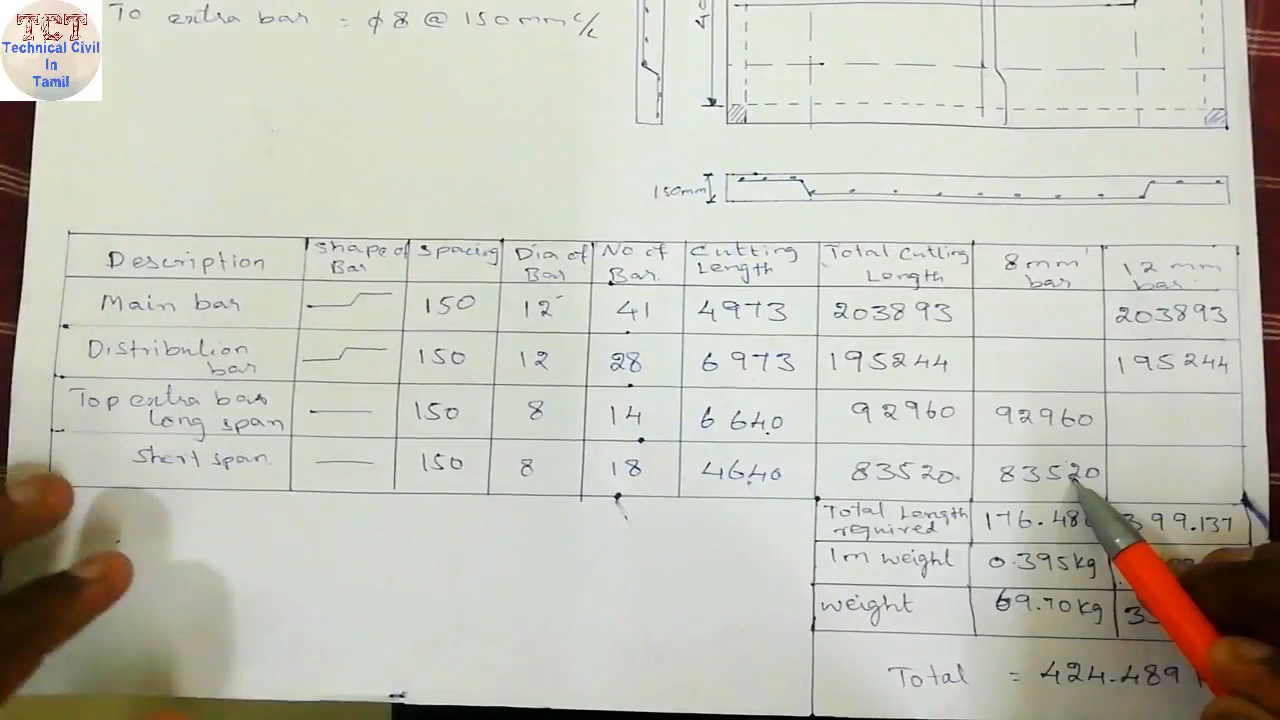 TCT
Technical Civil
In
Tamil
To extra bar = φ 8 @ 150mm c/c
150mm
Description | Shape of Bar | Spacing | Dia of Bar | No of Bar. | Cutting Length | Total Cutting Length | 8mm bar | 12mm bar.
Main bar | 150 | 12 | 41 | 4973 | 203893 | 203893
Distribution bar | 150 | 12 | 28 | 6973 | 195244 | 195244
Top extra bar long span | 150 | 8 | 14 | 6640 | 92960 | 92960
Short span | 150 | 8 | 18 | 4640 | 83520. | 83520
Total Length required | 176.48 | 399.137
1m weight | 0.395kg
weight | 69.70kg
Total = 424.489